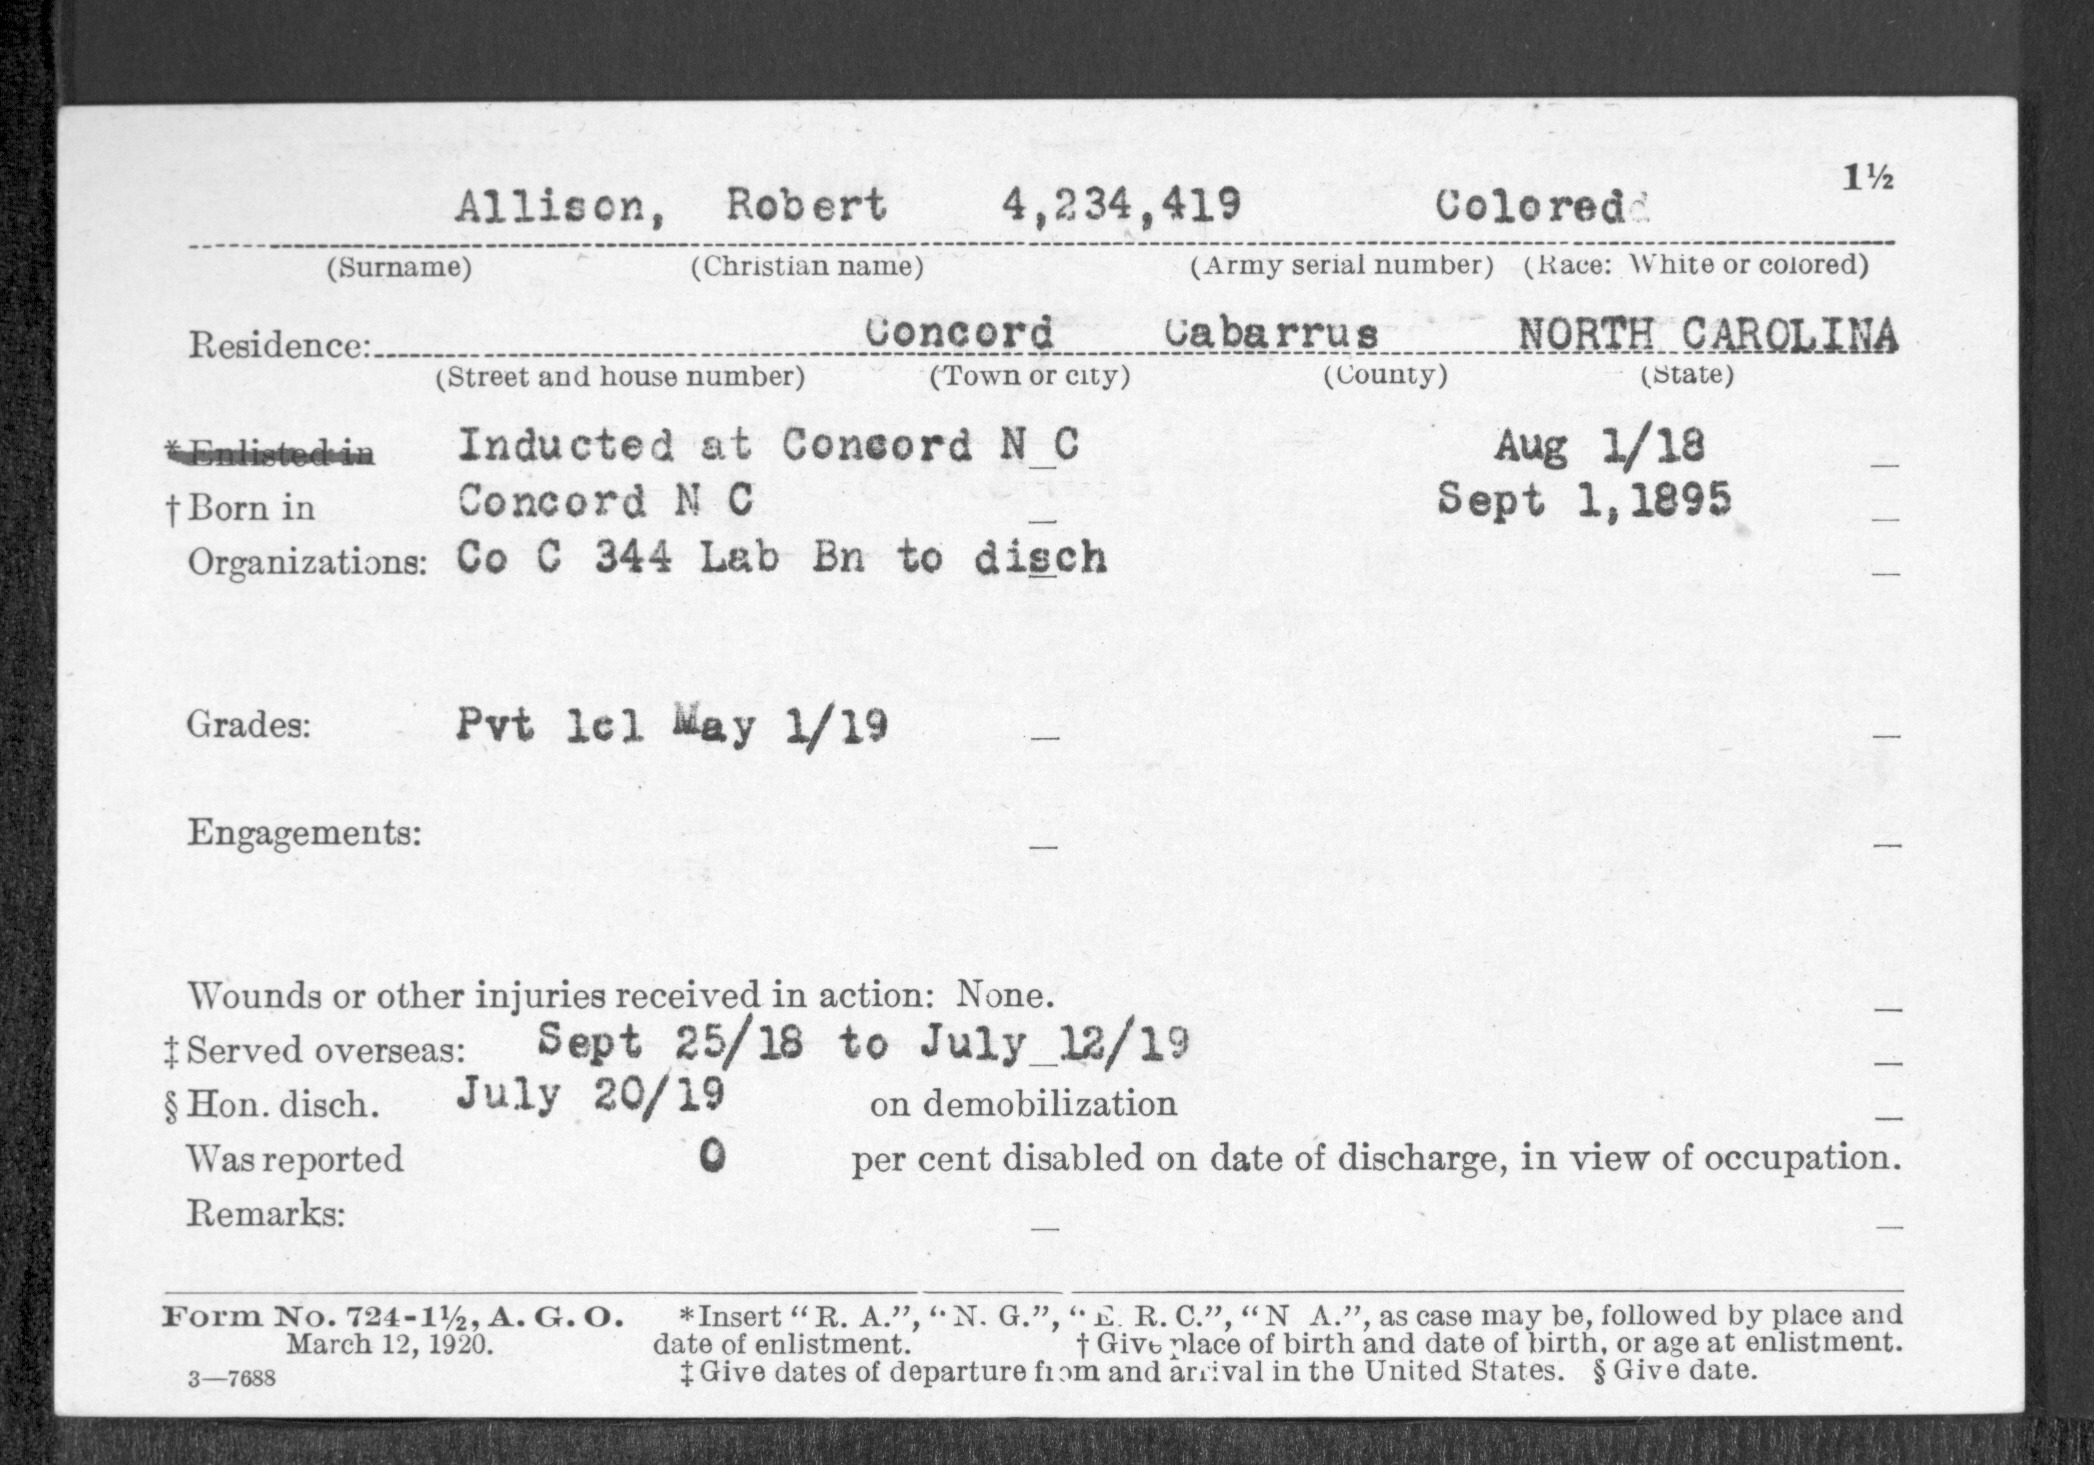 1½
Allison, Robert 4,234,419 Colored
(Surname) (Christian name) (Army serial number) (Race: White or colored)
Residence: Concord Cabarrus NORTH CAROLINA
(Street and house number) (Town or city) (County) (State)
*Enlisted in Inducted at Concord N C Aug 1/18
†Born in Concord N C Sept 1,1895
Organizations: Co C 344 Lab Bn to disch
Grades: Pvt 1cl May 1/19
Engagements:
Wounds or other injuries received in action: None.
‡Served overseas: Sept 25/18 to July 12/19
§Hon. disch. July 20/19 on demobilization
Was reported 0 per cent disabled on date of discharge, in view of occupation.
Remarks:
Form No. 724-1½, A. G. O. *Insert “R. A.”, “N. G.”, “E. R. C.”, “N A.”, as case may be, followed by place and
March 12, 1920. date of enlistment. †Give place of birth and date of birth, or age at enlistment.
3—7688 ‡Give dates of departure from and arrival in the United States. §Give date.